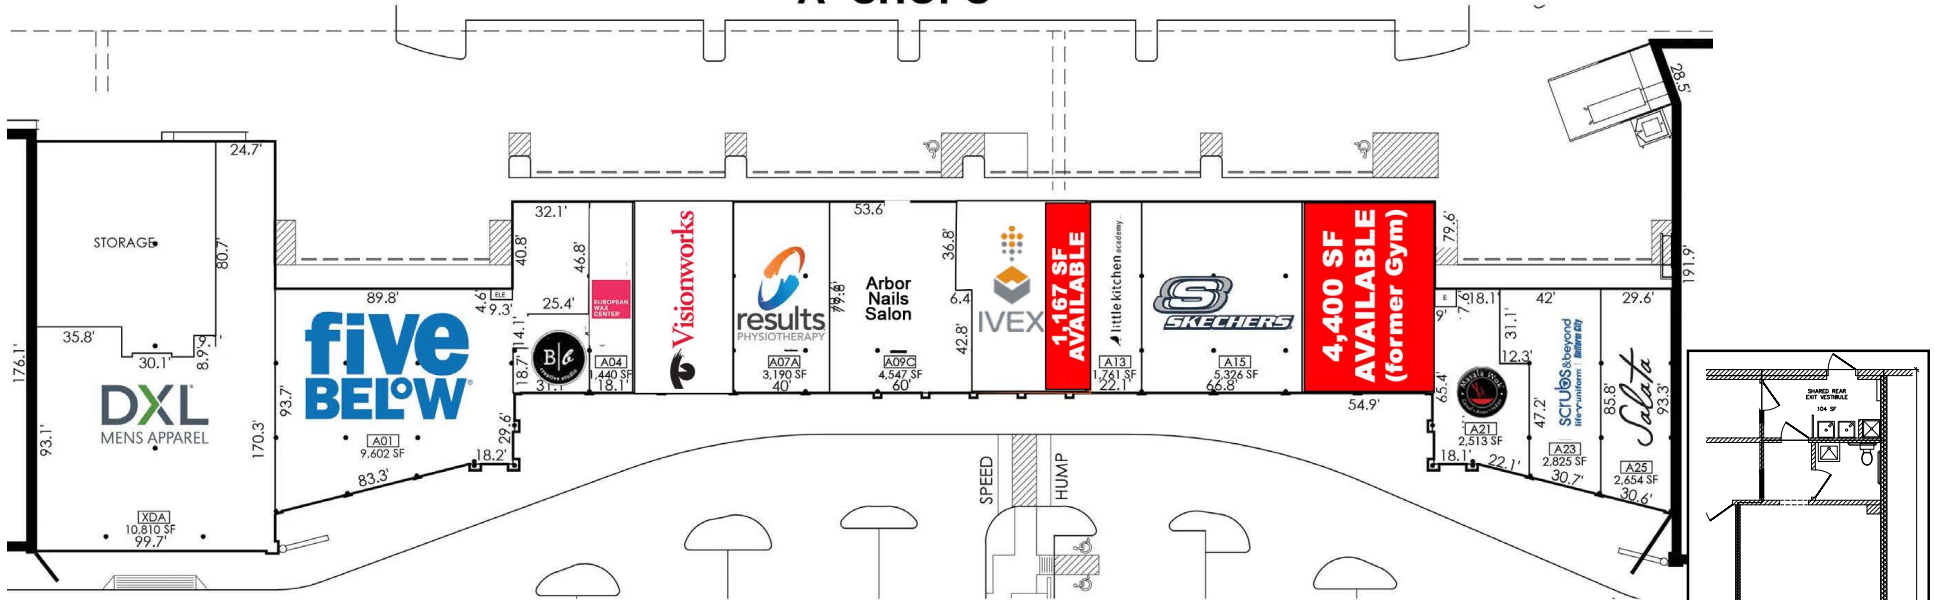 24.7'
STORAGE
80.7'
35.8'
30.1'
9.1'
8.9'
176.1'
93.1'
170.3'
DXL
MENS APPAREL
XDA
10,810 SF
99.7'
89.8'
five
BELOW
93.7'
A01
9,602 SF
83.3'
18.2'
29.6'
4.6'
ELE
9.3'
32.1'
40.8'
46.8'
25.4'
14.1'
18.7'
B|b
creative studio
31.1'
EUROPEAN
WAX
CENTER
A04
1,440 SF
18.1'
Visionworks
results
PHYSIOTHERAPY
A07A
3,190 SF
40'
53.6'
Arbor
Nails
Salon
A09C
4,547 SF
60'
36.8'
6.4'
42.8'
IVEX
1,167 SF
AVAILABLE
little kitchen academy
A13
1,761 SF
22.1'
SKECHERS
A15
5,326 SF
66.8'
4,400 SF
AVAILABLE
(former Gym)
54.9'
79.6'
E
9'
7.6'
18.1'
65.4'
Masala Wok
A21
2,513 SF
18.1'
22.1'
42'
31.1'
12.3'
47.2'
scrubs&beyond
life / uniform
Uniform City
A23
2,825 SF
30.7'
29.6'
85.8'
Salata
93.3'
A25
2,654 SF
30.6'
28.5'
191.9'
SPEED
HUMP
SHARED REAR
EXIT VESTIBULE
104 SF